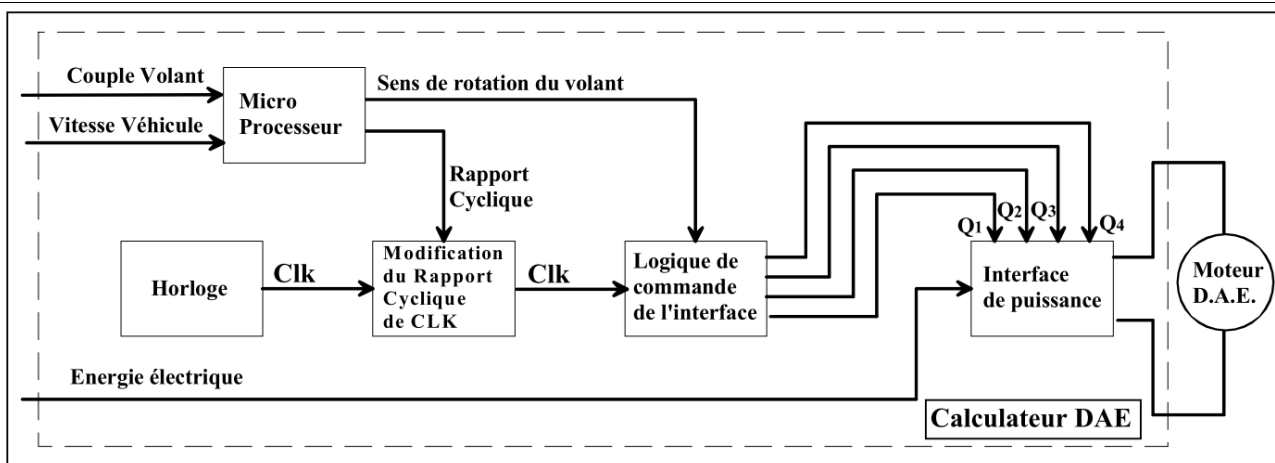 Couple Volant
Vitesse Véhicule
Micro
Processeur
Sens de rotation du volant
Rapport
Cyclique
Horloge
Clk
Modification
du Rapport
Cyclique
de CLK
Clk
Logique de
commande
de l'interface
Q1
Q2
Q3
Q4
Interface
de puissance
Moteur
D.A.E.
Energie électrique
Calculateur DAE